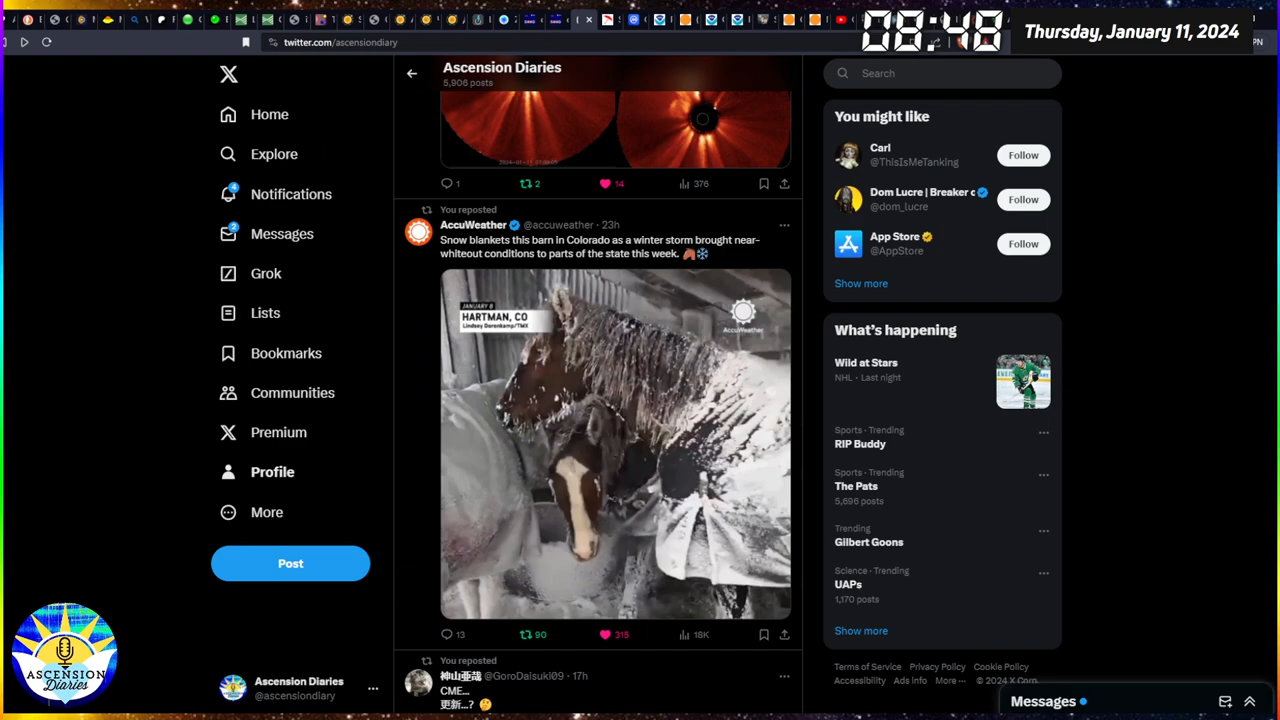 08:48
Thursday, January 11, 2024
twitter.com/ascensiondiary
Home
Explore
4
Notifications
2
Messages
Grok
Lists
Bookmarks
Communities
Premium
Profile
More
Post
Ascension Diaries
@ascensiondiary
ASCENSION
Diaries
Ascension Diaries
5,906 posts
1
2
14
376
You reposted
AccuWeather @accuweather · 23h
Snow blankets this barn in Colorado as a winter storm brought near-
whiteout conditions to parts of the state this week.
JANUARY 8
HARTMAN, CO
Lindsay Dorenkamp/TMX
AccuWeather
13
90
315
18K
You reposted
神山亜哉 @GoroDaisuki09 · 17h
CME...
更新...?
Search
You might like
Carl
@ThisIsMeTanking
Follow
Dom Lucre | Breaker o
@dom_lucre
Follow
App Store
@AppStore
Follow
Show more
What's happening
Wild at Stars
NHL · Last night
Sports · Trending
RIP Buddy
Sports · Trending
The Pats
5,696 posts
Trending
Gilbert Goons
Science · Trending
UAPs
1,170 posts
Show more
Terms of Service Privacy Policy Cookie Policy
Accessibility Ads info More ··· © 2024 X Corp.
Messages